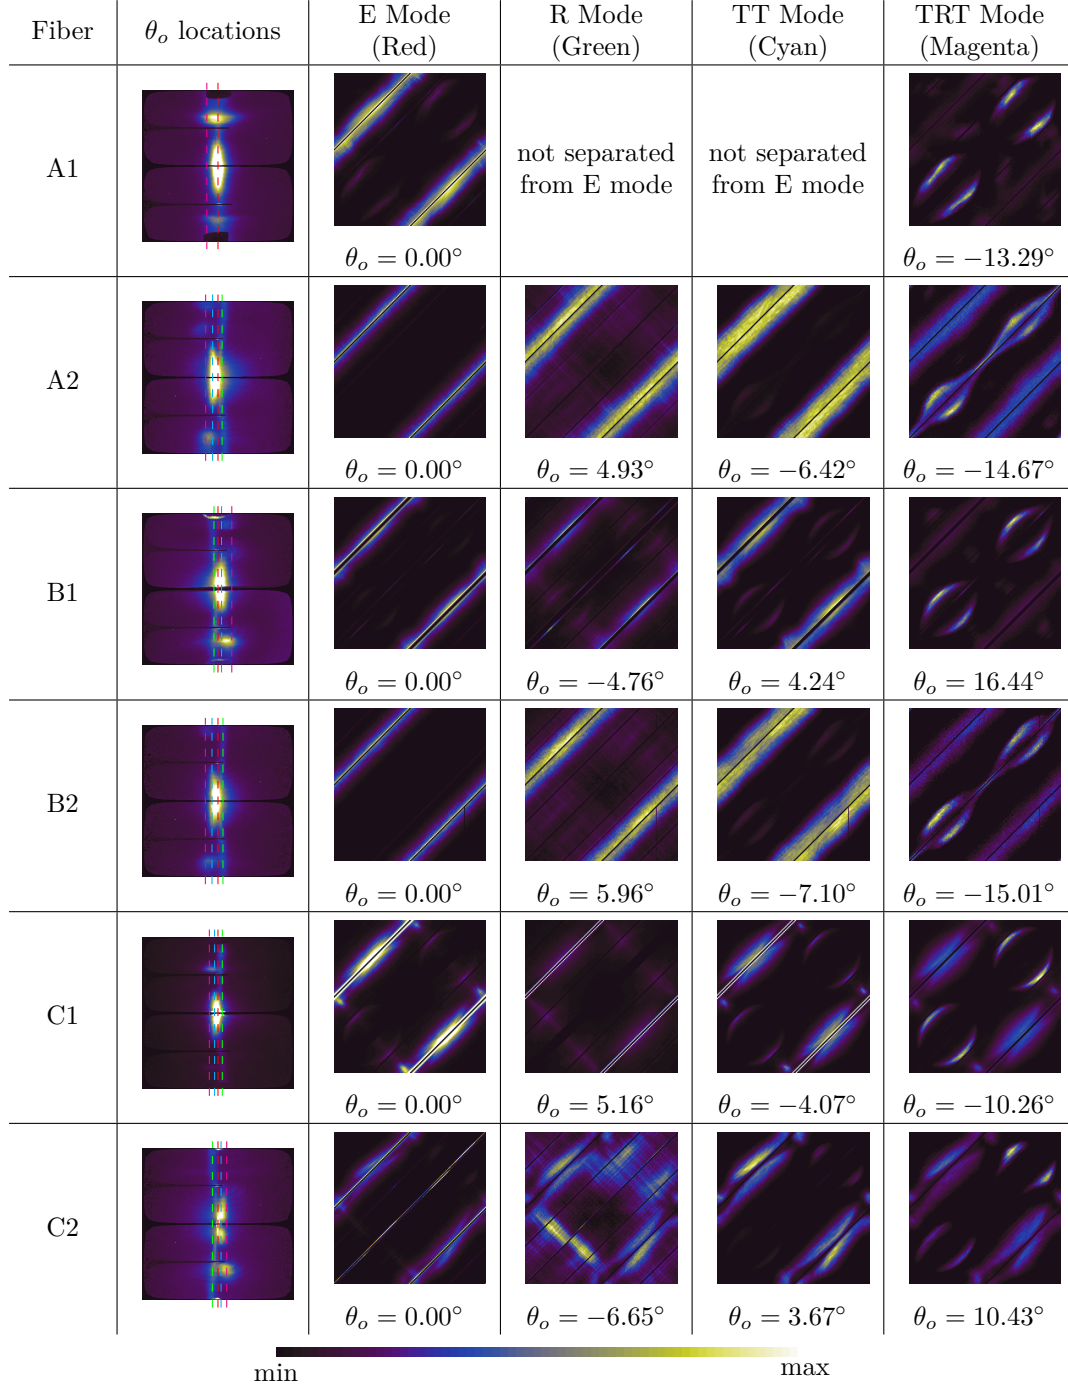 Fiber
θₒ locations
E Mode
(Red)
R Mode
(Green)
TT Mode
(Cyan)
TRT Mode
(Magenta)
A1
not separated
from E mode
not separated
from E mode
θₒ = 0.00°
θₒ = −13.29°
A2
θₒ = 0.00°
θₒ = 4.93°
θₒ = −6.42°
θₒ = −14.67°
B1
θₒ = 0.00°
θₒ = −4.76°
θₒ = 4.24°
θₒ = 16.44°
B2
θₒ = 0.00°
θₒ = 5.96°
θₒ = −7.10°
θₒ = −15.01°
C1
θₒ = 0.00°
θₒ = 5.16°
θₒ = −4.07°
θₒ = −10.26°
C2
θₒ = 0.00°
θₒ = −6.65°
θₒ = 3.67°
θₒ = 10.43°
min
max